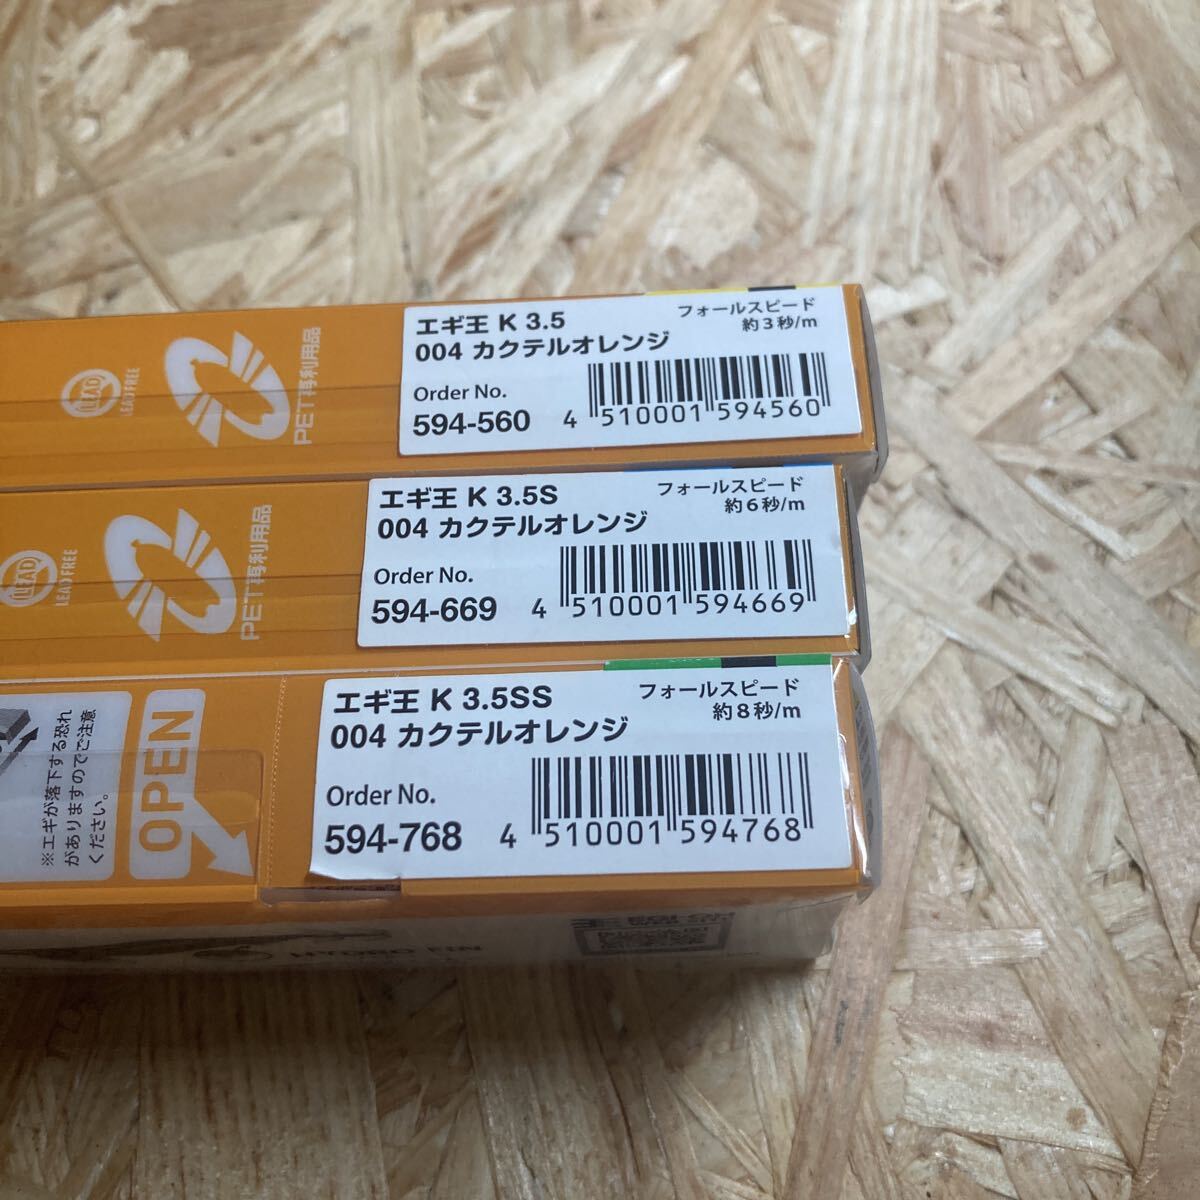 エギ王 K 3.5
004 カクテルオレンジ
フォールスピード
約3秒/m
Order No.
594-560
4 510001 594560
LEAD
LEAD FREE
PET再利用品
エギ王 K 3.5S
004 カクテルオレンジ
フォールスピード
約6秒/m
Order No.
594-669
4 510001 594669
LEAD
LEAD FREE
PET再利用品
エギ王 K 3.5SS
004 カクテルオレンジ
フォールスピード
約8秒/m
Order No.
594-768
4 510001 594768
OPEN
※エギが落下する恐れ
がありますのでご注意
ください。